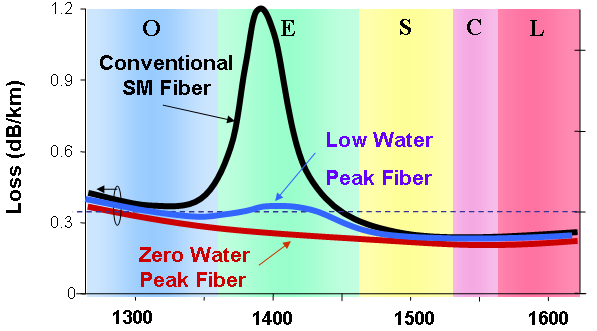 1.2
0.9
0.6
0.3
0
Loss (dB/km)
O
E
S
C
L
Conventional
SM Fiber
Low Water
Peak Fiber
Zero Water
Peak Fiber
1300
1400
1500
1600